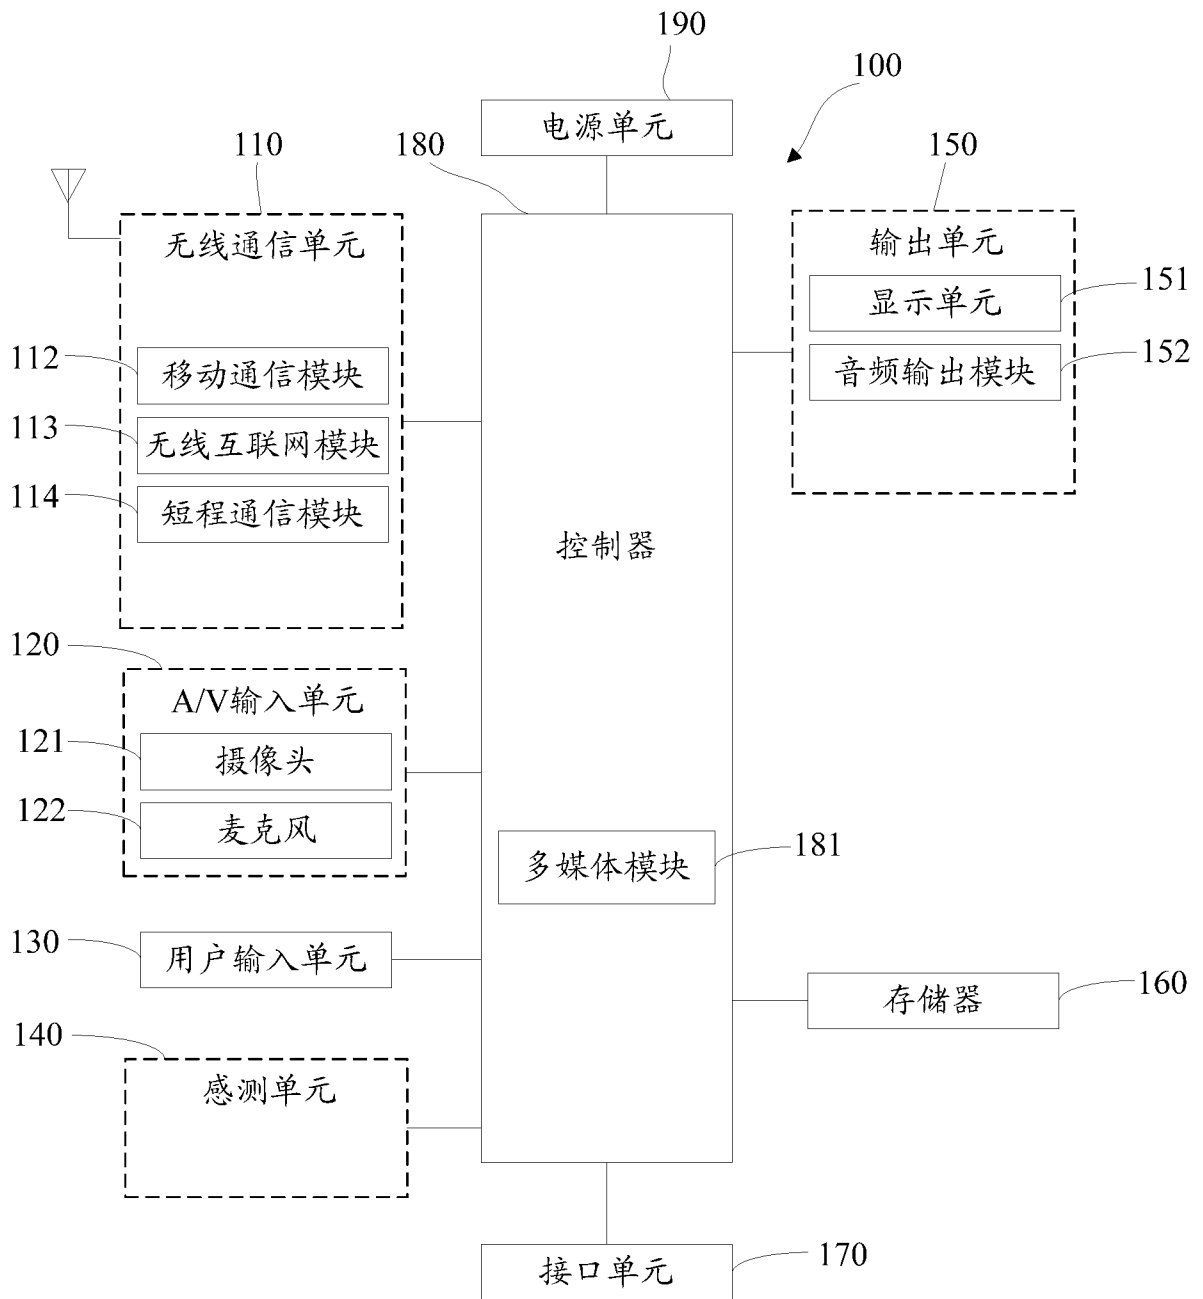 190
100
电源单元
110
180
150
无线通信单元
输出单元
显示单元
151
112
移动通信模块
音频输出模块
152
113
无线互联网模块
114
短程通信模块
控制器
120
A/V输入单元
121
摄像头
122
麦克风
多媒体模块
181
130
用户输入单元
存储器
160
140
感测单元
接口单元
170